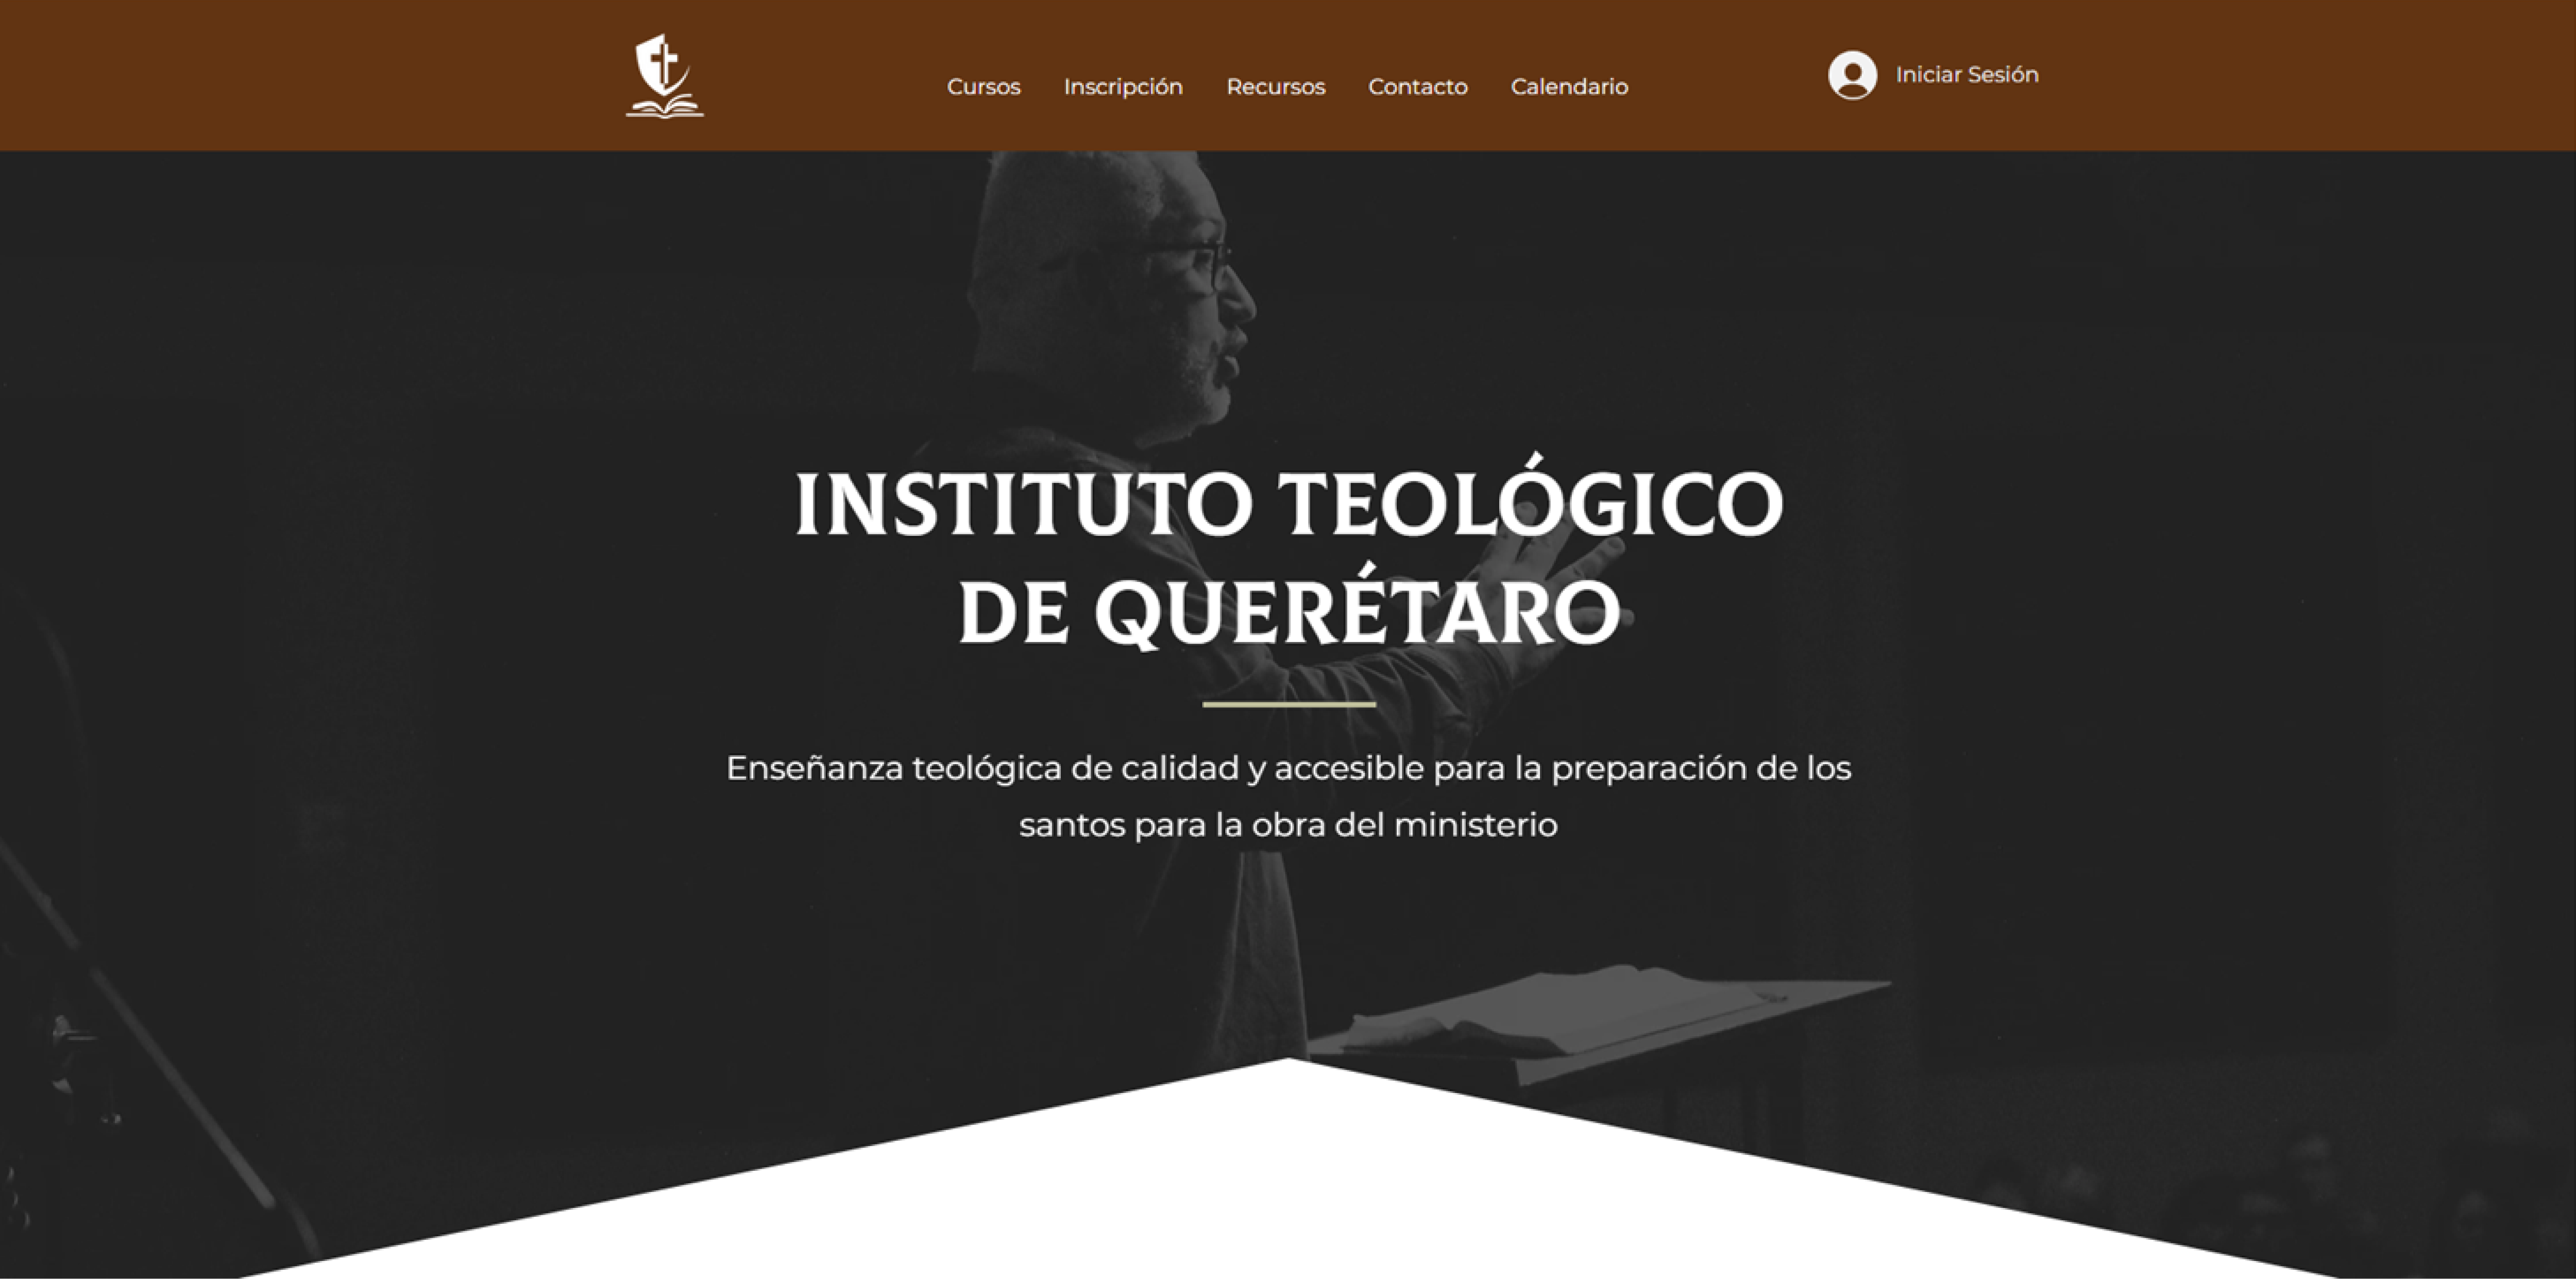 Cursos
Inscripción
Recursos
Contacto
Calendario
Iniciar Sesión
INSTITUTO TEOLÓGICO
DE QUERÉTARO
Enseñanza teológica de calidad y accesible para la preparación de los
santos para la obra del ministerio